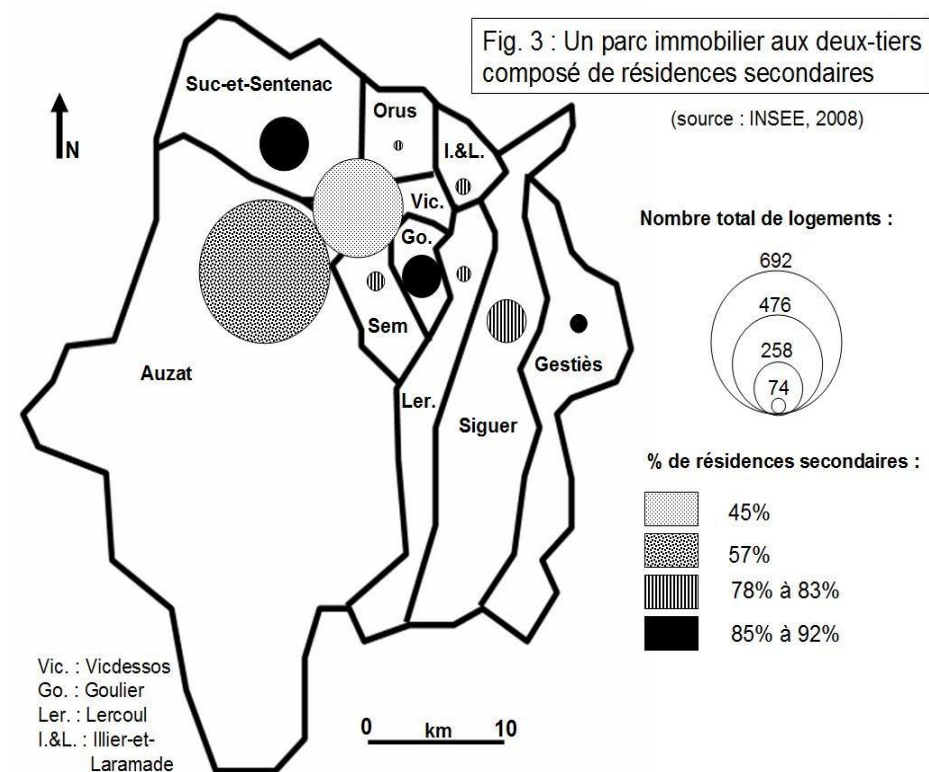 Fig. 3 : Un parc immobilier aux deux-tiers
composé de résidences secondaires
(source : INSEE, 2008)
N
Suc-et-Sentenac
Orus
I.&L.
Vic.
Go.
Sem
Auzat
Ler.
Siguer
Gestiès
Nombre total de logements :
692
476
258
74
% de résidences secondaires :
45%
57%
78% à 83%
85% à 92%
Vic. : Vicdessos
Go. : Goulier
Ler. : Lercoul
I.&L. : Illier-et-
Laramade
0 km 10